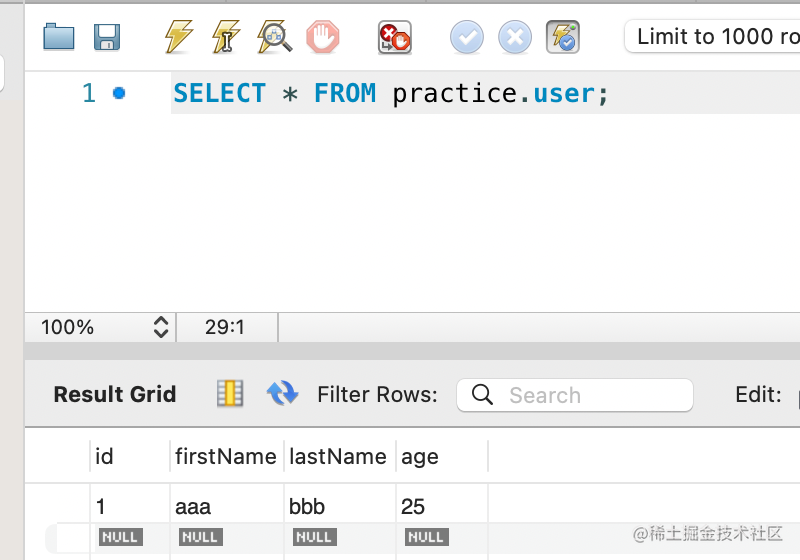 Limit to 1000 ro
1 SELECT * FROM practice.user;
100% 29:1
Result Grid Filter Rows: Search Edit:
id firstName lastName age
1 aaa bbb 25
NULL NULL NULL NULL
@稀土掘金技术社区